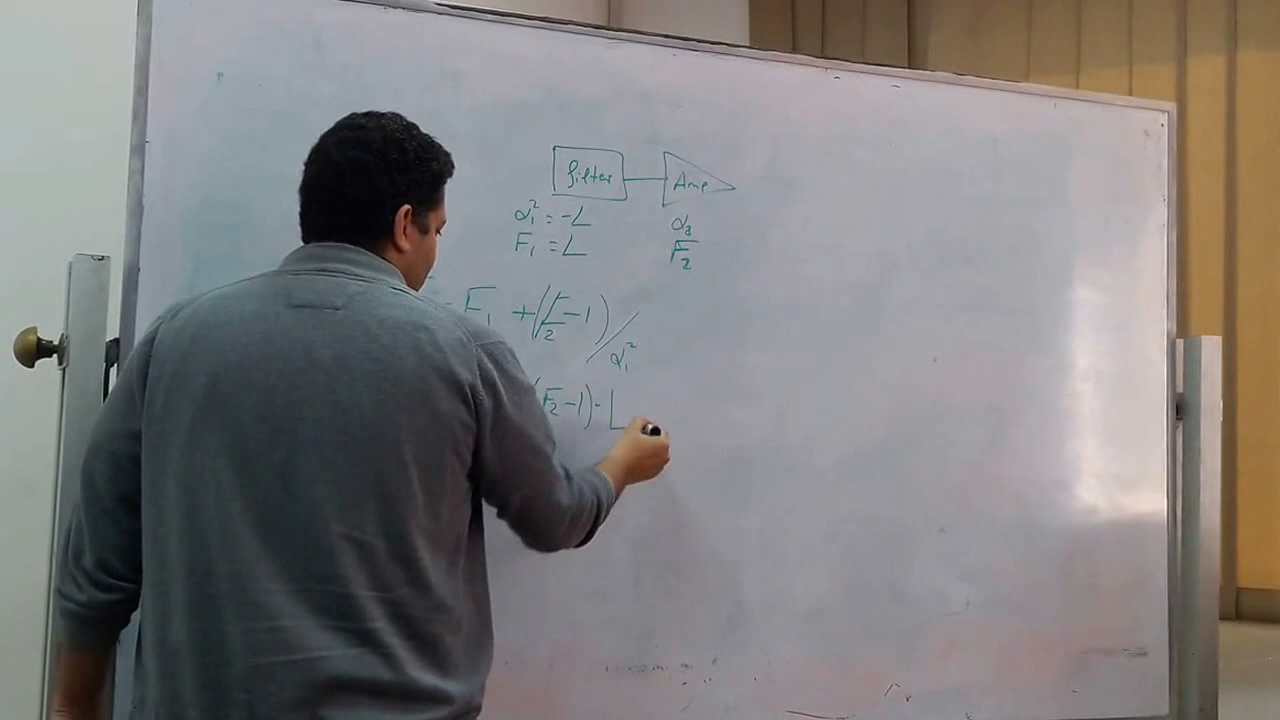 filter Amp
α₁² = -L α₃
F₁ = L F₂
= F₁ + (F₂ - 1) / α₁²
(F₂ - 1) · L